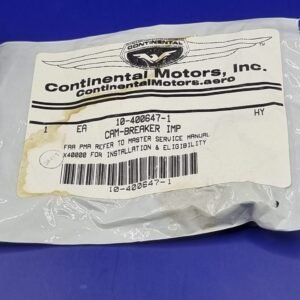 CONTINENTAL
Continental Motors, Inc.
ContinentalMotors.aero
10-400647-1
1 EA HY
CAM-BREAKER IMP
FAA PMA REFER TO MASTER SERVICE MANUAL
X40000 FOR INSTALLATION & ELIGIBILITY
10-400647-1